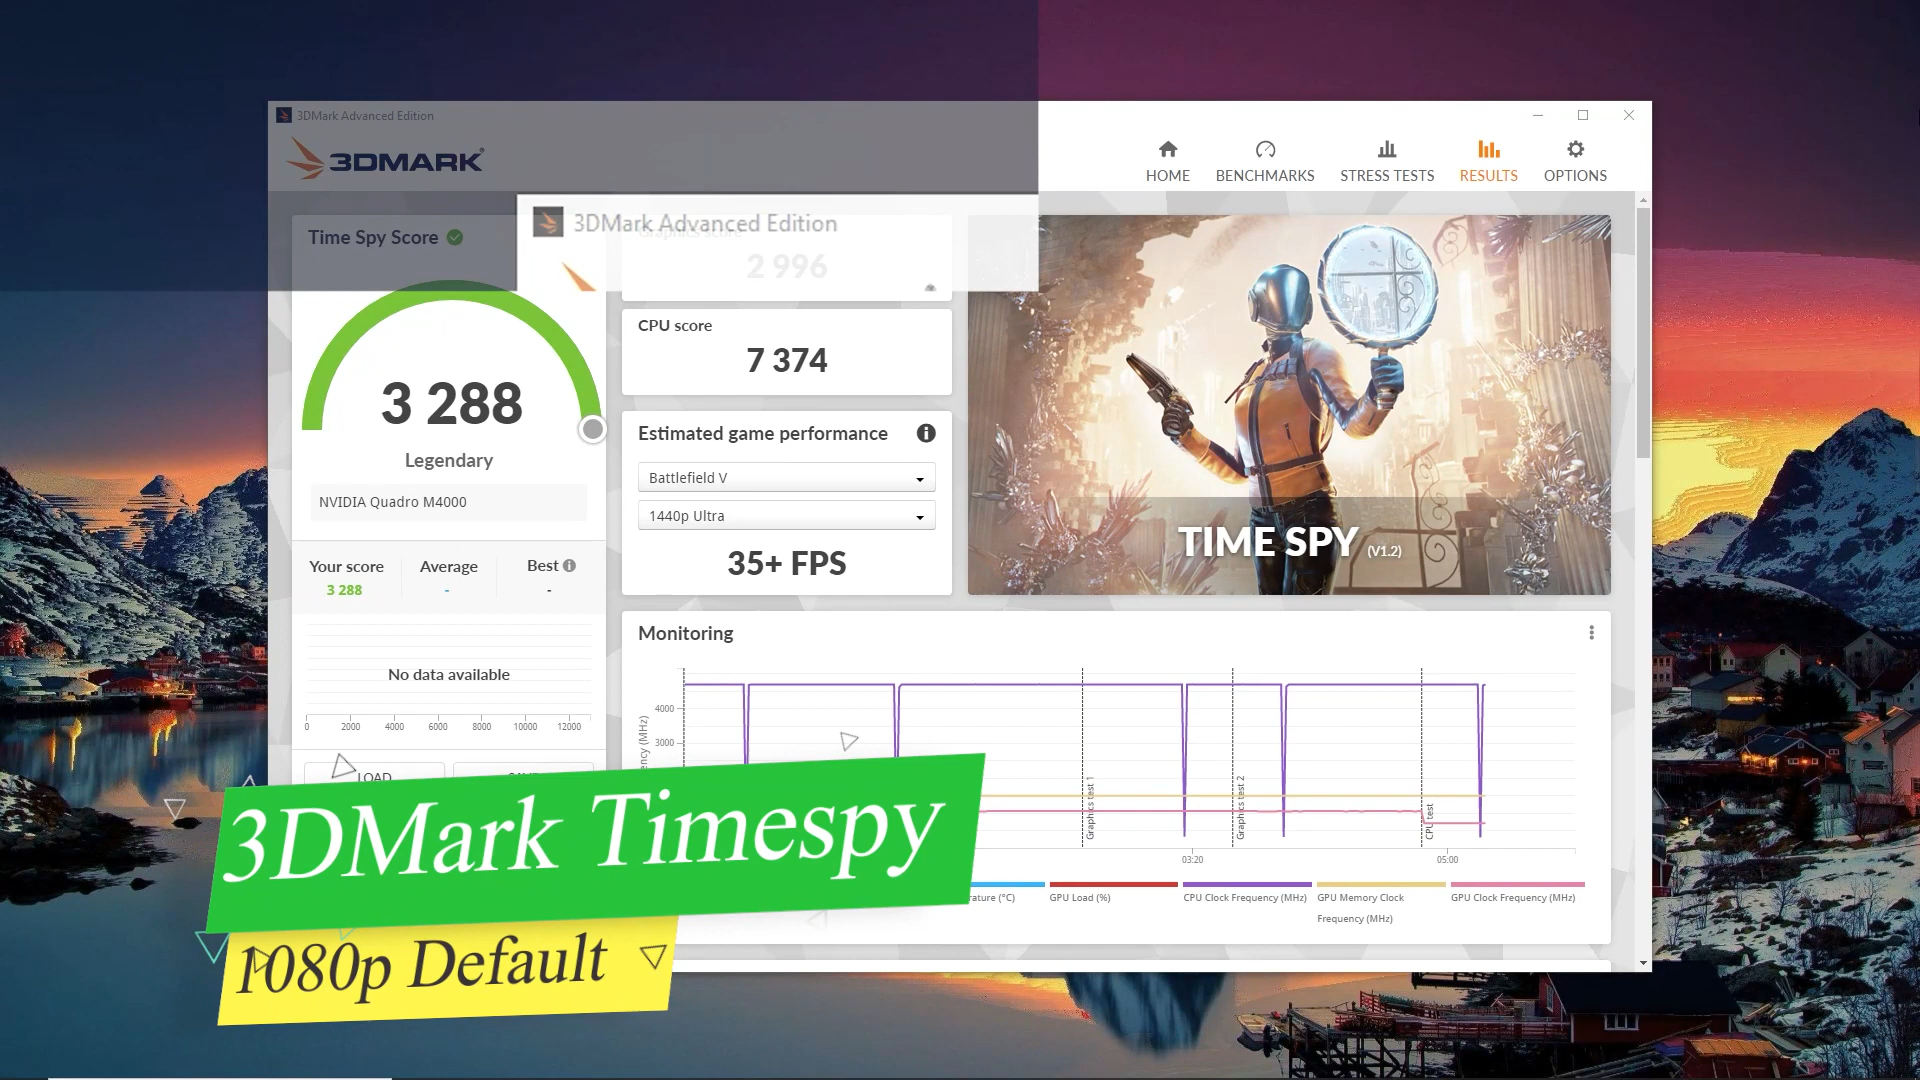 3DMark Advanced Edition
3DMARK
HOME
BENCHMARKS
STRESS TESTS
RESULTS
OPTIONS
3DMark Advanced Edition
Time Spy Score
Graphics score
2 996
3 288
Legendary
NVIDIA Quadro M4000
Your score
Average
Best
3 288
-
-
No data available
0 2000 4000 6000 8000 10000 12000
LOAD
CPU score
7 374
Estimated game performance
Battlefield V
1440p Ultra
35+ FPS
TIME SPY (V1.2)
Monitoring
4000
3000
(MHz)
Graphics test 1
Graphics test 2
CPU test
03:20
05:00
GPU Load (%)
CPU Clock Frequency (MHz)
GPU Memory Clock
Frequency (MHz)
GPU Clock Frequency (MHz)
3DMark Timespy
1080p Default